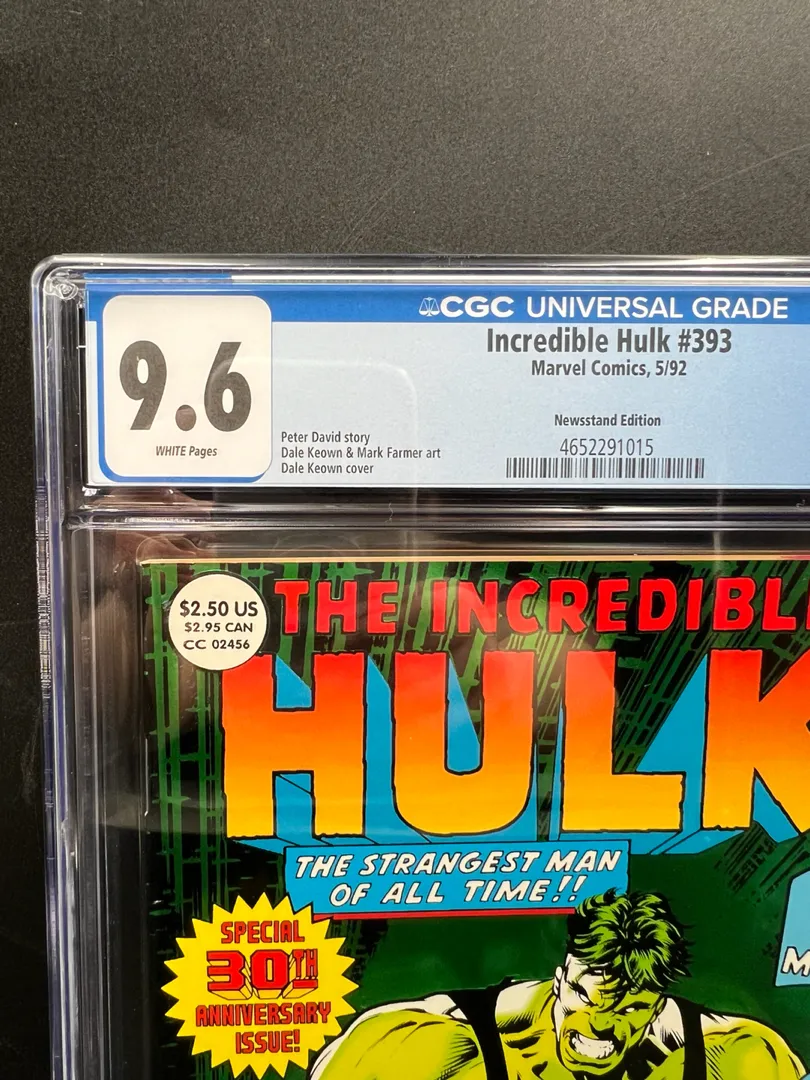 CGC UNIVERSAL GRADE
9.6
WHITE Pages
Incredible Hulk #393
Marvel Comics, 5/92
Newsstand Edition
4652291015
Peter David story
Dale Keown & Mark Farmer art
Dale Keown cover
$2.50 US
$2.95 CAN
CC 02456
THE INCREDIBL
HULK
THE STRANGEST MAN
OF ALL TIME!!
SPECIAL
30TH
ANNIVERSARY
ISSUE!
M